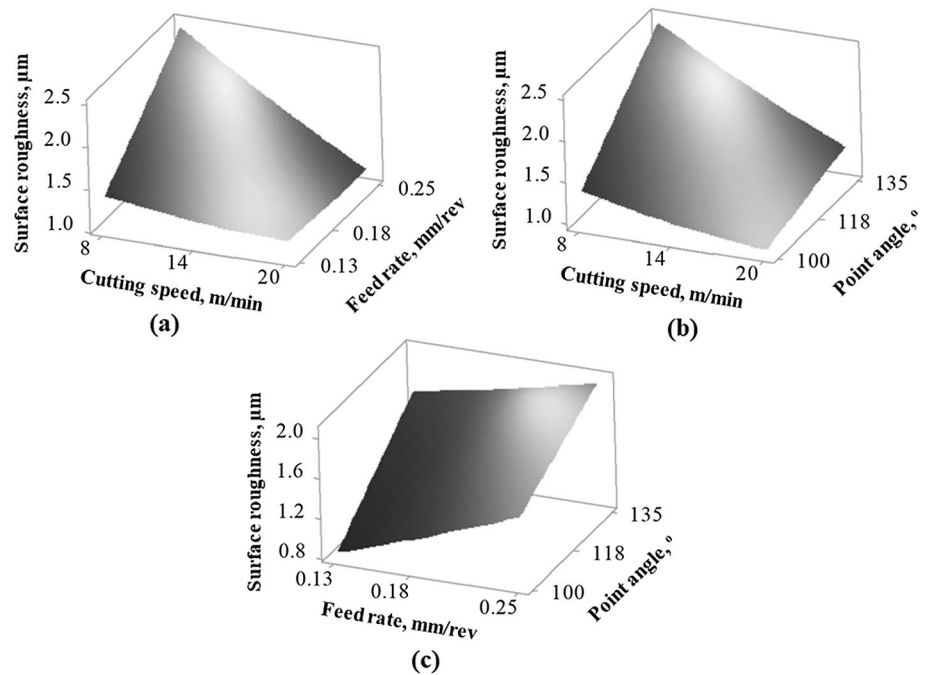 Surface roughness, µm
2.5
2.0
1.5
1.0
8
14
20
Cutting speed, m/min
0.13
0.18
0.25
Feed rate, mm/rev
(a)
Surface roughness, µm
2.5
2.0
1.5
1.0
8
14
20
Cutting speed, m/min
100
118
135
Point angle, º
(b)
Surface roughness, µm
2.0
1.6
1.2
0.8
0.13
0.18
0.25
Feed rate, mm/rev
100
118
135
Point angle, º
(c)